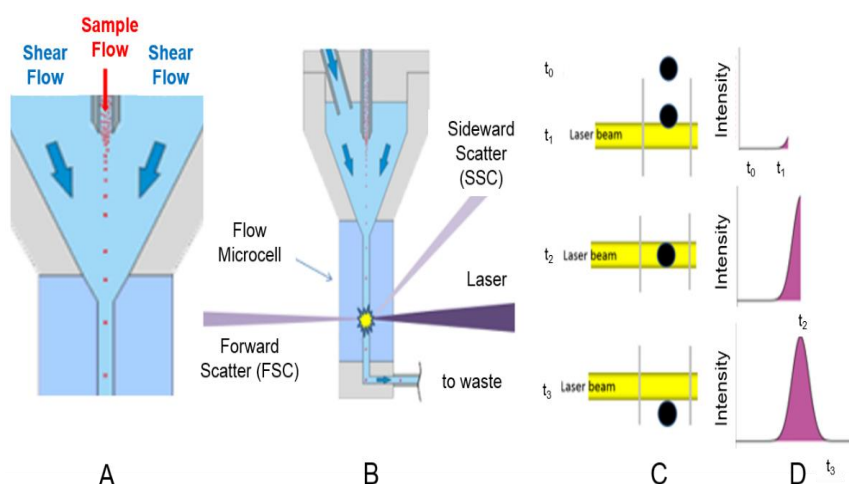 Shear
Flow
Sample
Flow
Shear
Flow
A
Sideward
Scatter
(SSC)
Flow
Microcell
Laser
Forward
Scatter (FSC)
to waste
B
t0
t1
Laser beam
t2
Laser beam
t3
Laser beam
C
Intensity
t0
t1
Intensity
t2
Intensity
t3
D